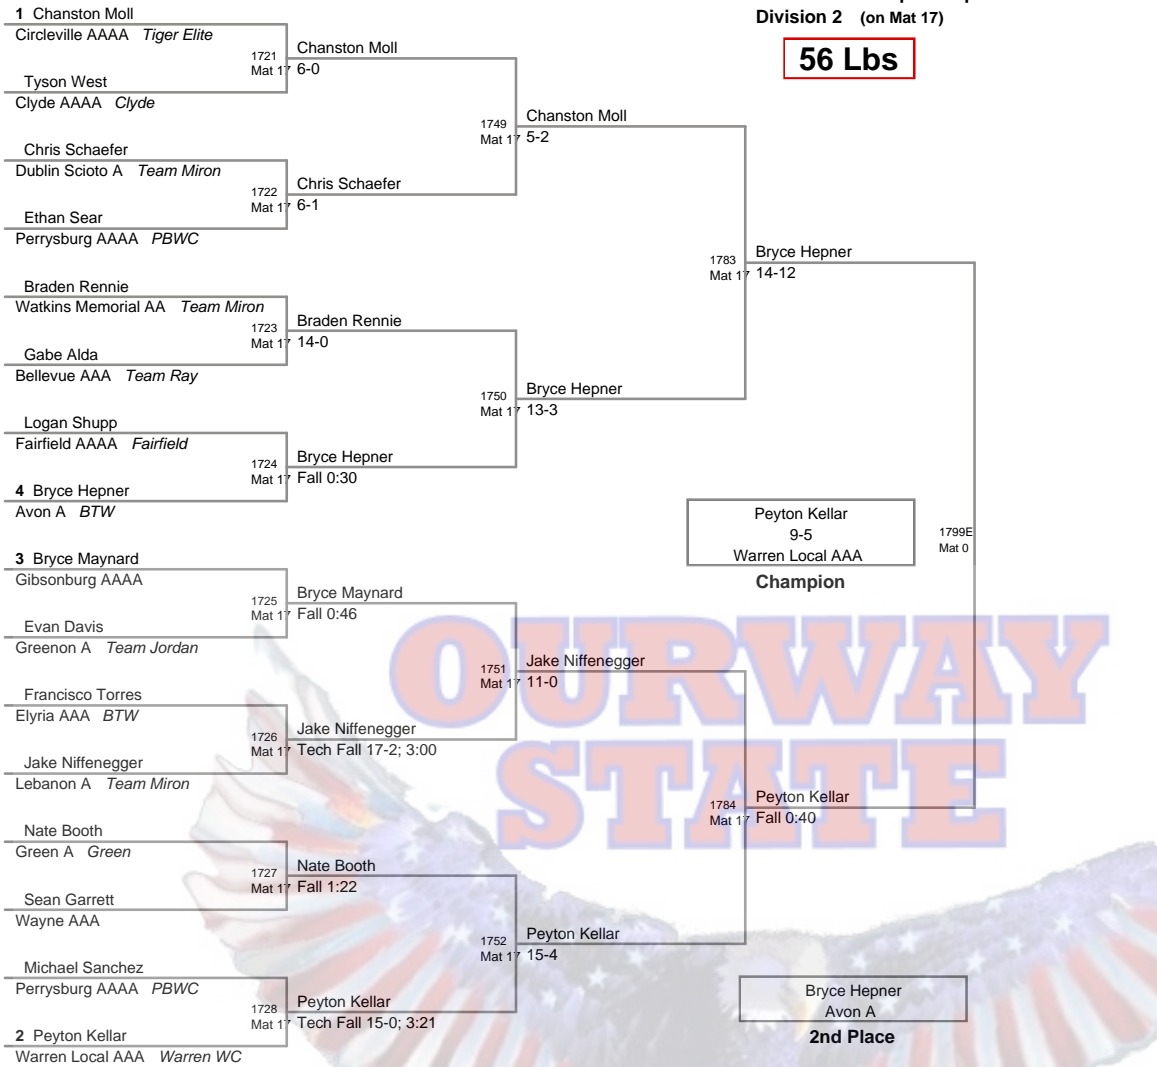 Division 2 (on Mat 17)
56 Lbs
1 Chanston Moll
Circleville AAAA Tiger Elite
1721
Mat 17
Chanston Moll
6-0
Tyson West
Clyde AAAA Clyde
1749
Mat 17
Chanston Moll
5-2
Chris Schaefer
Dublin Scioto A Team Miron
1722
Mat 17
Chris Schaefer
6-1
Ethan Sear
Perrysburg AAAA PBWC
1783
Mat 17
Bryce Hepner
14-12
Braden Rennie
Watkins Memorial AA Team Miron
1723
Mat 17
Braden Rennie
14-0
Gabe Alda
Bellevue AAA Team Ray
1750
Mat 17
Bryce Hepner
13-3
Logan Shupp
Fairfield AAAA Fairfield
1724
Mat 17
Bryce Hepner
Fall 0:30
4 Bryce Hepner
Avon A BTW
Peyton Kellar
9-5
Warren Local AAA
Champion
1799E
Mat 0
3 Bryce Maynard
Gibsonburg AAAA
1725
Mat 17
Bryce Maynard
Fall 0:46
Evan Davis
Greenon A Team Jordan
OURWAY
STATE
1751
Mat 17
Jake Niffenegger
11-0
Francisco Torres
Elyria AAA BTW
1726
Mat 17
Jake Niffenegger
Tech Fall 17-2; 3:00
Jake Niffenegger
Lebanon A Team Miron
1784
Mat 17
Peyton Kellar
Fall 0:40
Nate Booth
Green A Green
1727
Mat 17
Nate Booth
Fall 1:22
Sean Garrett
Wayne AAA
1752
Mat 17
Peyton Kellar
15-4
Michael Sanchez
Perrysburg AAAA PBWC
1728
Mat 17
Peyton Kellar
Tech Fall 15-0; 3:21
2 Peyton Kellar
Warren Local AAA Warren WC
Bryce Hepner
Avon A
2nd Place